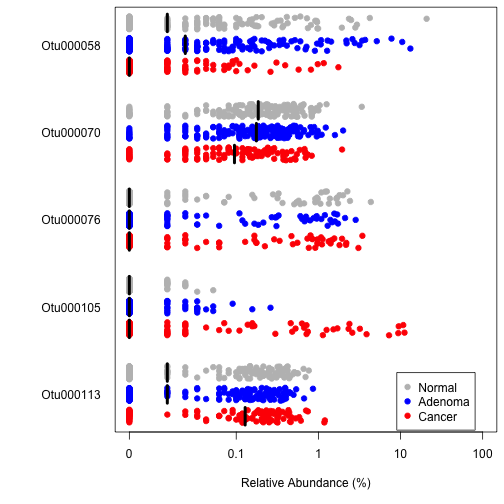 Otu000058
Otu000070
Otu000076
Otu000105
Otu000113
Normal
Adenoma
Cancer
0 0.1 1 10 100
Relative Abundance (%)